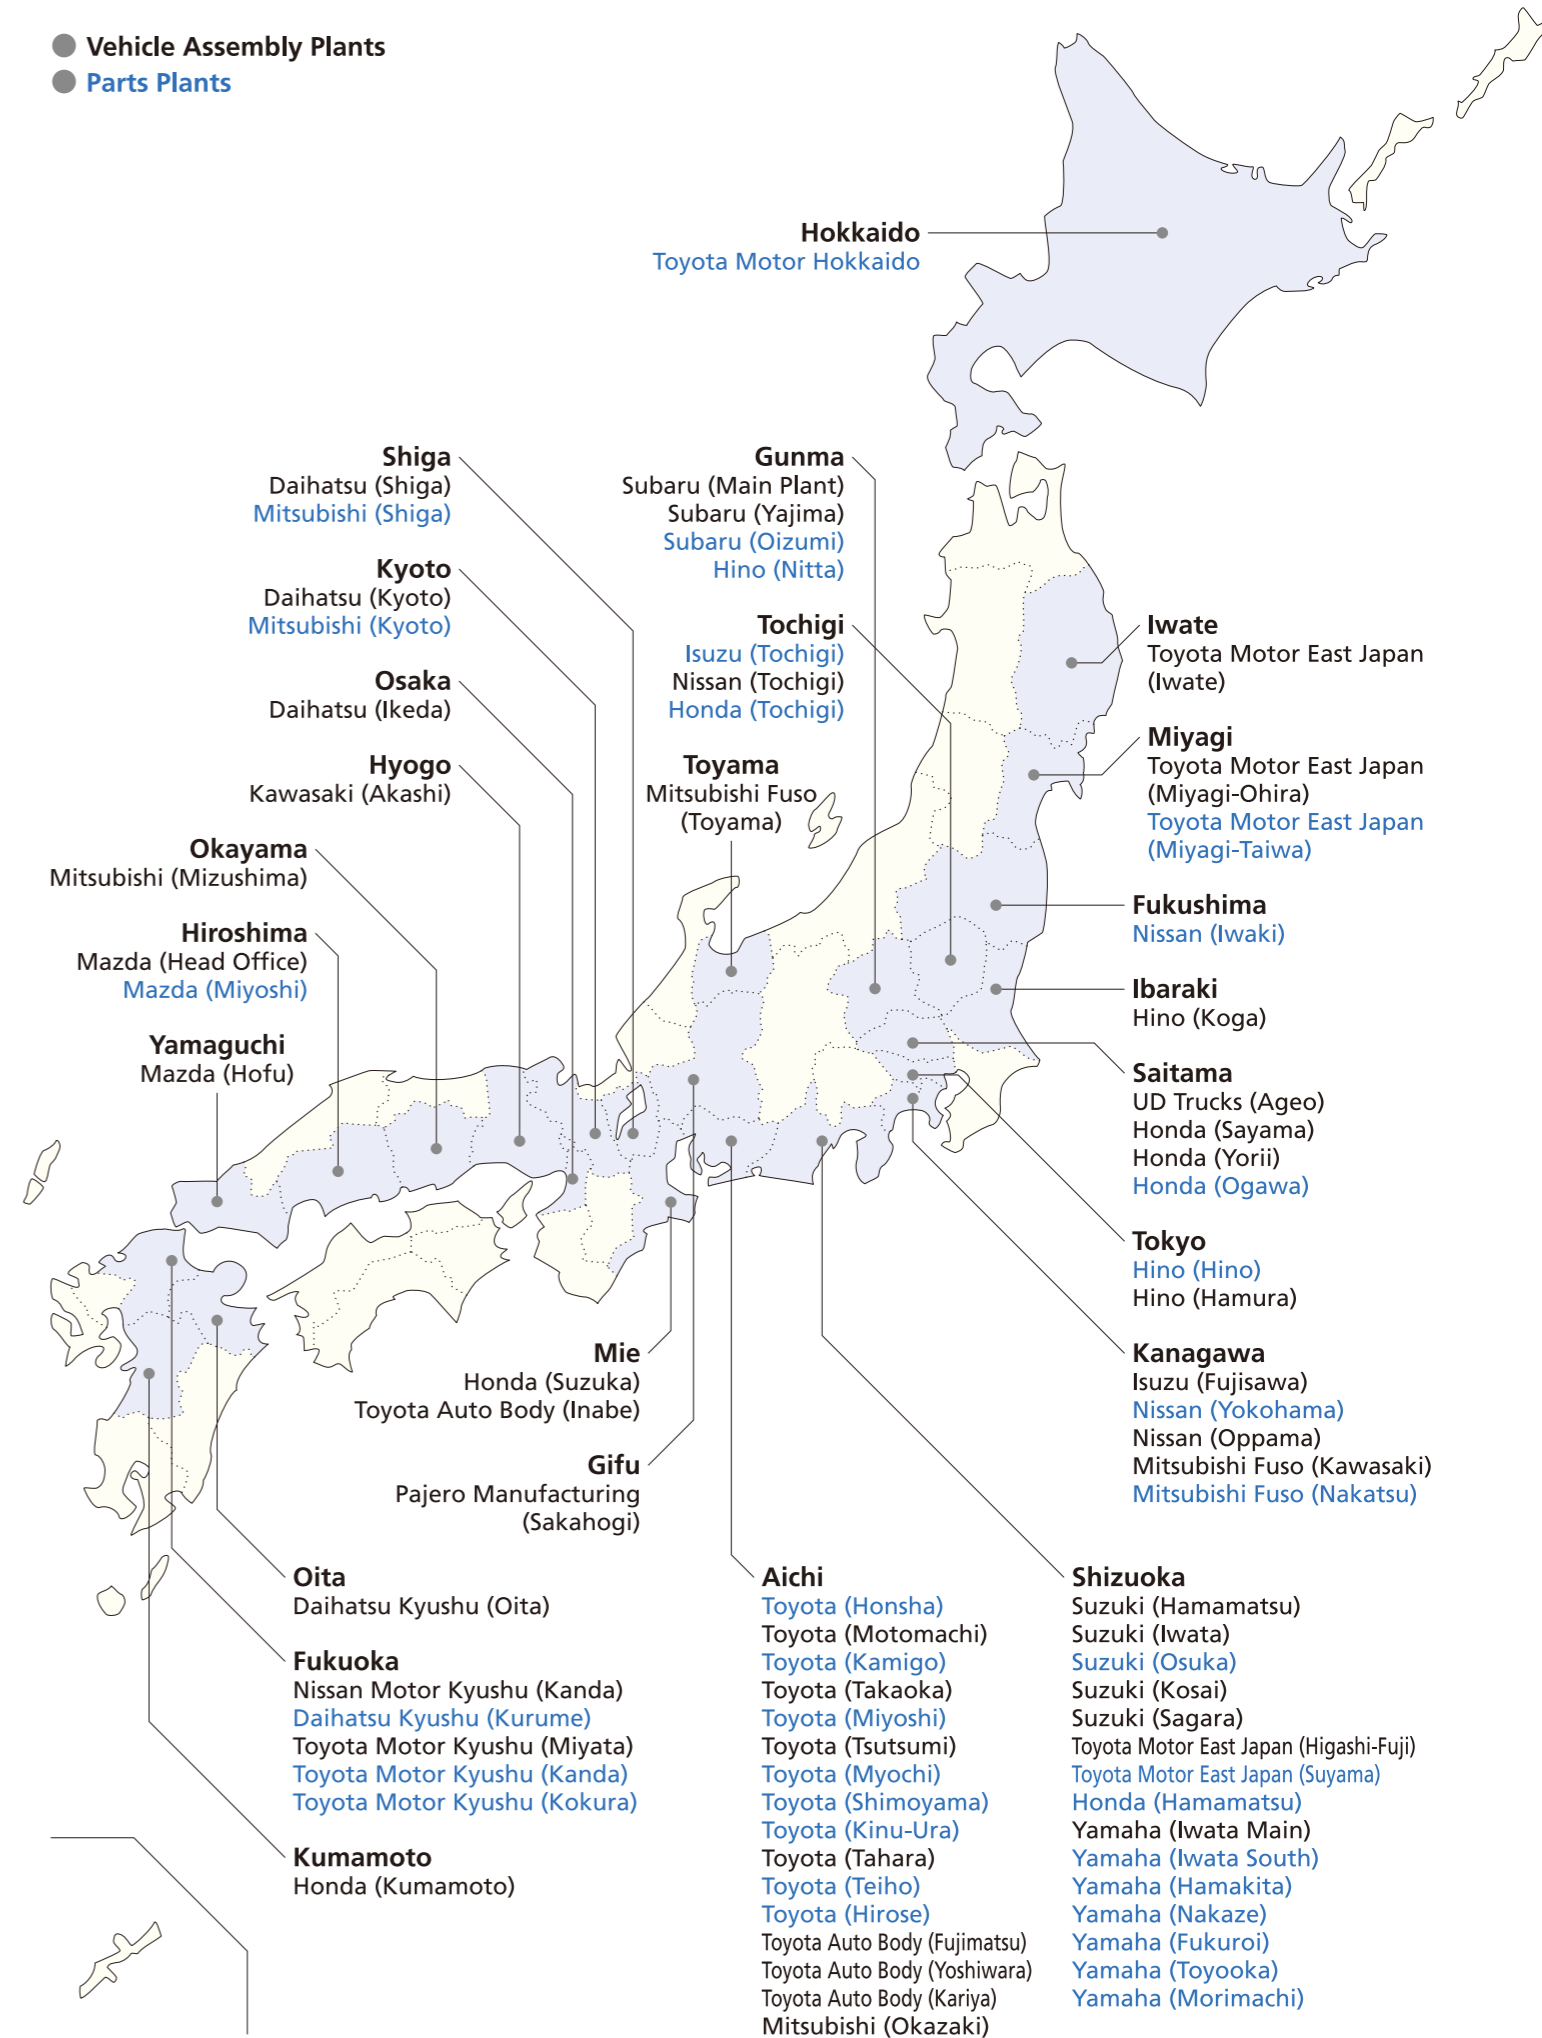 Vehicle Assembly Plants
Parts Plants
Hokkaido
Toyota Motor Hokkaido
Shiga
Daihatsu (Shiga)
Mitsubishi (Shiga)
Kyoto
Daihatsu (Kyoto)
Mitsubishi (Kyoto)
Osaka
Daihatsu (Ikeda)
Hyogo
Kawasaki (Akashi)
Okayama
Mitsubishi (Mizushima)
Hiroshima
Mazda (Head Office)
Mazda (Miyoshi)
Yamaguchi
Mazda (Hofu)
Gunma
Subaru (Main Plant)
Subaru (Yajima)
Subaru (Oizumi)
Hino (Nitta)
Tochigi
Isuzu (Tochigi)
Nissan (Tochigi)
Honda (Tochigi)
Toyama
Mitsubishi Fuso
(Toyama)
Iwate
Toyota Motor East Japan
(Iwate)
Miyagi
Toyota Motor East Japan
(Miyagi-Ohira)
Toyota Motor East Japan
(Miyagi-Taiwa)
Fukushima
Nissan (Iwaki)
Ibaraki
Hino (Koga)
Saitama
UD Trucks (Ageo)
Honda (Sayama)
Honda (Yorii)
Honda (Ogawa)
Tokyo
Hino (Hino)
Hino (Hamura)
Kanagawa
Isuzu (Fujisawa)
Nissan (Yokohama)
Nissan (Oppama)
Mitsubishi Fuso (Kawasaki)
Mitsubishi Fuso (Nakatsu)
Mie
Honda (Suzuka)
Toyota Auto Body (Inabe)
Gifu
Pajero Manufacturing
(Sakahogi)
Oita
Daihatsu Kyushu (Oita)
Fukuoka
Nissan Motor Kyushu (Kanda)
Daihatsu Kyushu (Kurume)
Toyota Motor Kyushu (Miyata)
Toyota Motor Kyushu (Kanda)
Toyota Motor Kyushu (Kokura)
Kumamoto
Honda (Kumamoto)
Aichi
Toyota (Honsha)
Toyota (Motomachi)
Toyota (Kamigo)
Toyota (Takaoka)
Toyota (Miyoshi)
Toyota (Tsutsumi)
Toyota (Myochi)
Toyota (Shimoyama)
Toyota (Kinu-Ura)
Toyota (Tahara)
Toyota (Teiho)
Toyota (Hirose)
Toyota Auto Body (Fujimatsu)
Toyota Auto Body (Yoshiwara)
Toyota Auto Body (Kariya)
Mitsubishi (Okazaki)
Shizuoka
Suzuki (Hamamatsu)
Suzuki (Iwata)
Suzuki (Osuka)
Suzuki (Kosai)
Suzuki (Sagara)
Toyota Motor East Japan (Higashi-Fuji)
Toyota Motor East Japan (Suyama)
Honda (Hamamatsu)
Yamaha (Iwata Main)
Yamaha (Iwata South)
Yamaha (Hamakita)
Yamaha (Nakaze)
Yamaha (Fukuroi)
Yamaha (Toyooka)
Yamaha (Morimachi)